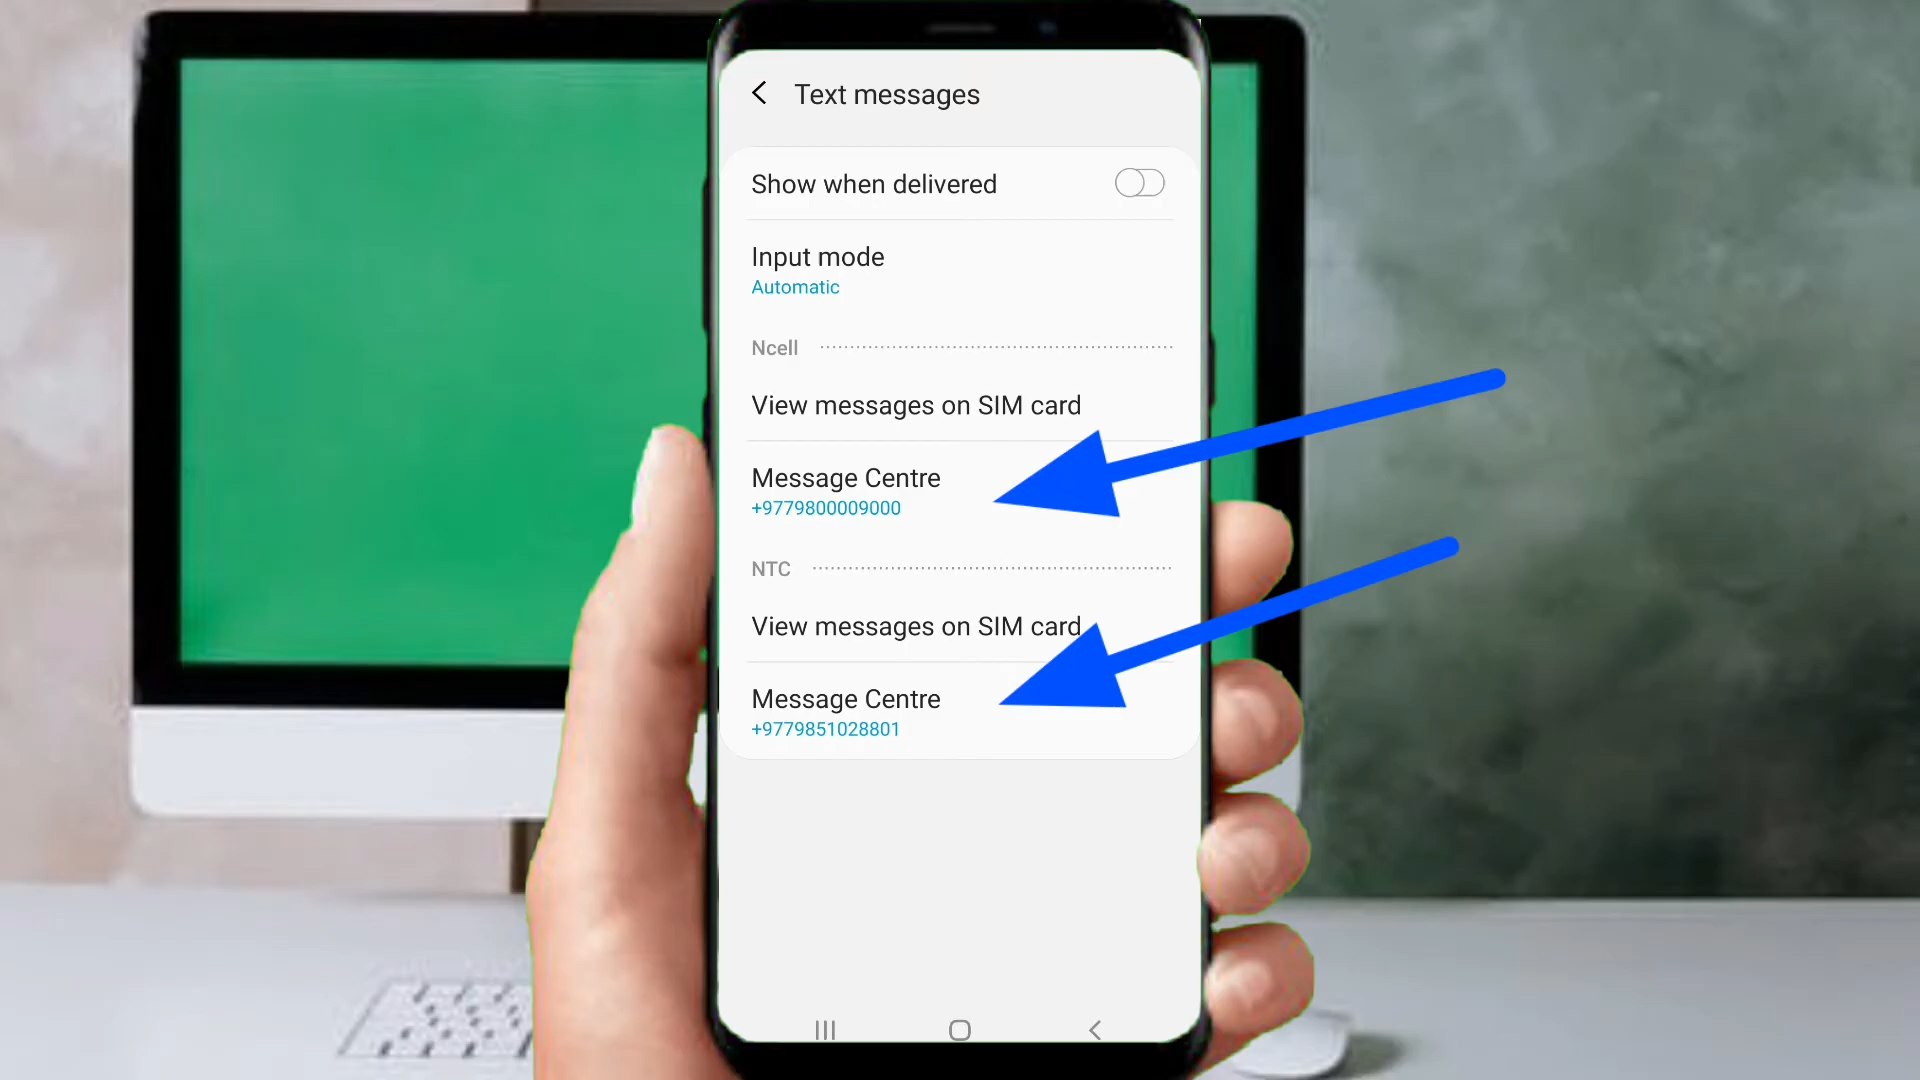 Text messages
Show when delivered
Input mode
Automatic
Ncell
View messages on SIM card
Message Centre
+9779800009000
NTC
View messages on SIM card
Message Centre
+9779851028801